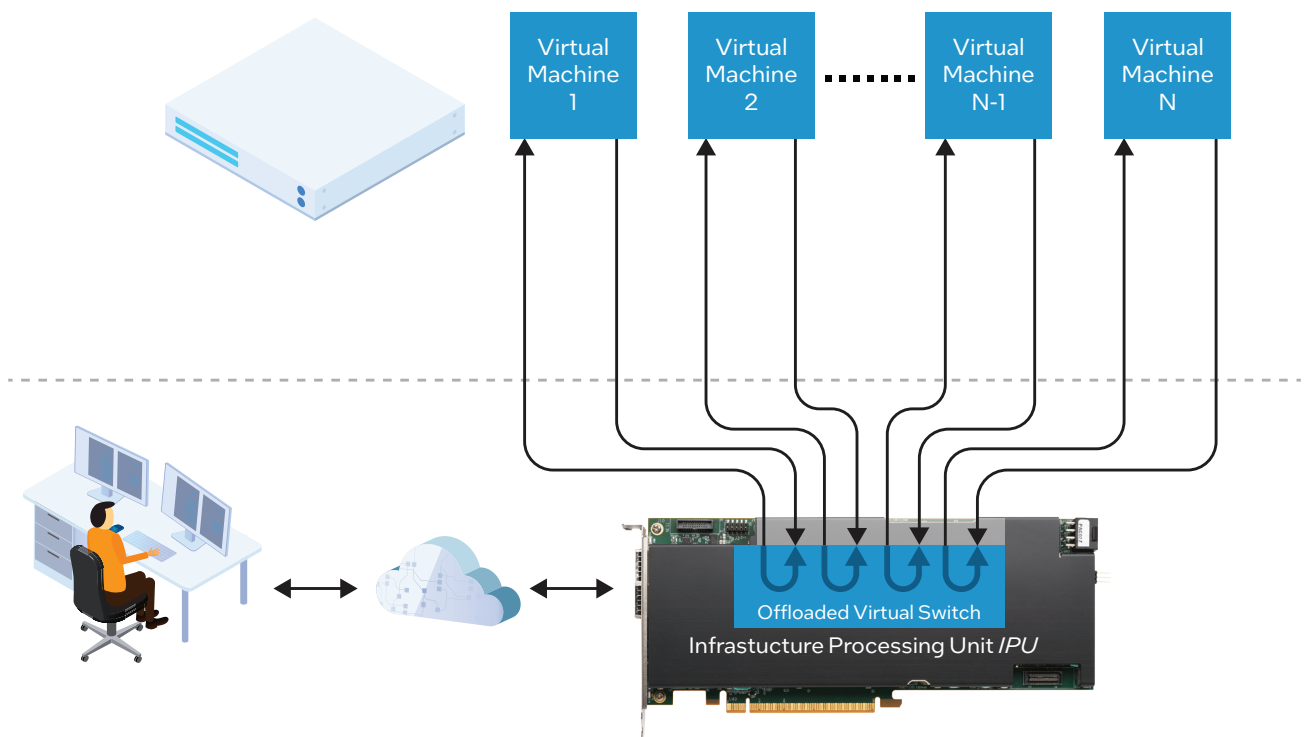 Virtual
Machine
1
Virtual
Machine
2
Virtual
Machine
N-1
Virtual
Machine
N
Offloaded Virtual Switch
Infrastucture Processing Unit IPU